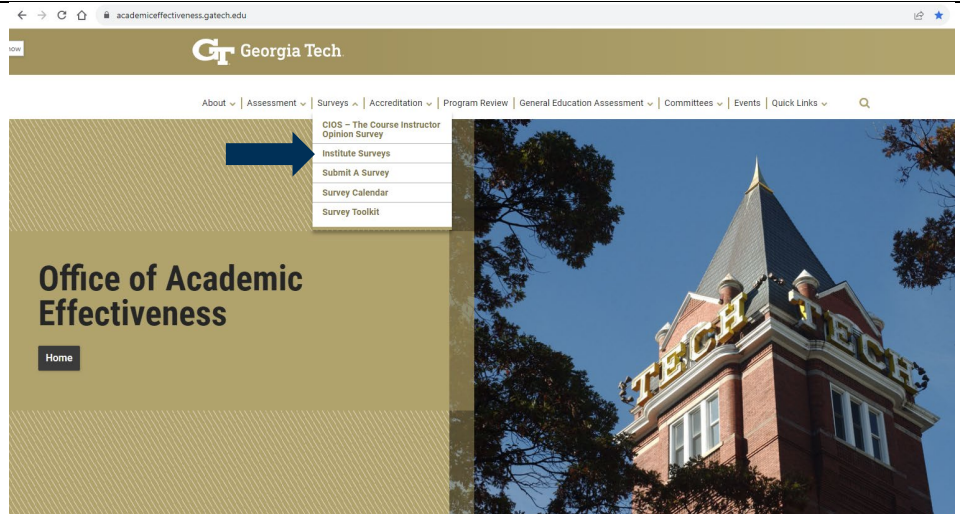 academiceffectiveness.gatech.edu
now
GT Georgia Tech
About | Assessment | Surveys | Accreditation | Program Review | General Education Assessment | Committees | Events | Quick Links
CIOS – The Course Instructor
Opinion Survey
Institute Surveys
Submit A Survey
Survey Calendar
Survey Toolkit
Office of Academic
Effectiveness
Home
TECH TECH